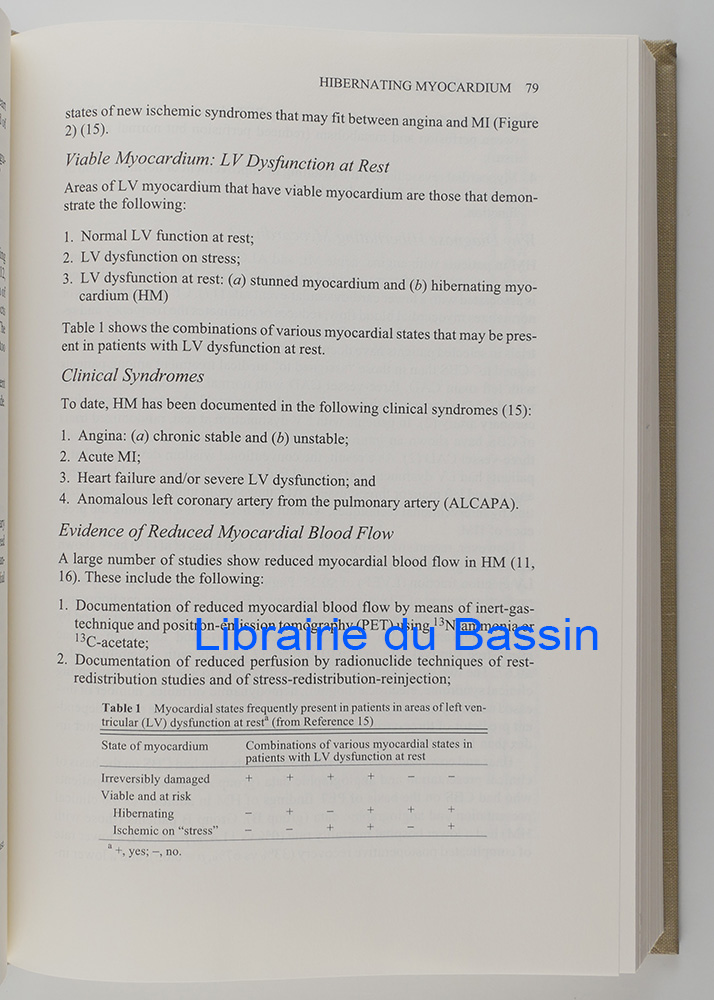 HIBERNATING MYOCARDIUM 79
states of new ischemic syndromes that may fit between angina and MI (Figure
2) (15).
Viable Myocardium: LV Dysfunction at Rest
Areas of LV myocardium that have viable myocardium are those that demon-
strate the following:
1. Normal LV function at rest;
2. LV dysfunction on stress;
3. LV dysfunction at rest: (a) stunned myocardium and (b) hibernating myo-
cardium (HM)
Table 1 shows the combinations of various myocardial states that may be pres-
ent in patients with LV dysfunction at rest.
Clinical Syndromes
To date, HM has been documented in the following clinical syndromes (15):
1. Angina: (a) chronic stable and (b) unstable;
2. Acute MI;
3. Heart failure and/or severe LV dysfunction; and
4. Anomalous left coronary artery from the pulmonary artery (ALCAPA).
Evidence of Reduced Myocardial Blood Flow
A large number of studies show reduced myocardial blood flow in HM (11,
16). These include the following:
1. Documentation of reduced myocardial blood flow by means of inert-gas-
technique and positron-emission tomography (PET) using ¹³N ammonia or
¹³C-acetate;
Librairie du Bassin
2. Documentation of reduced perfusion by radionuclide techniques of rest-
redistribution studies and of stress-redistribution-reinjection;
Table 1 Myocardial states frequently present in patients in areas of left ven-
tricular (LV) dysfunction at restᵃ (from Reference 15)
State of myocardium Combinations of various myocardial states in
patients with LV dysfunction at rest
Irreversibly damaged + + + + – –
Viable and at risk
Hibernating – + – + + +
Ischemic on "stress" – – + + – +
ᵃ +, yes; –, no.